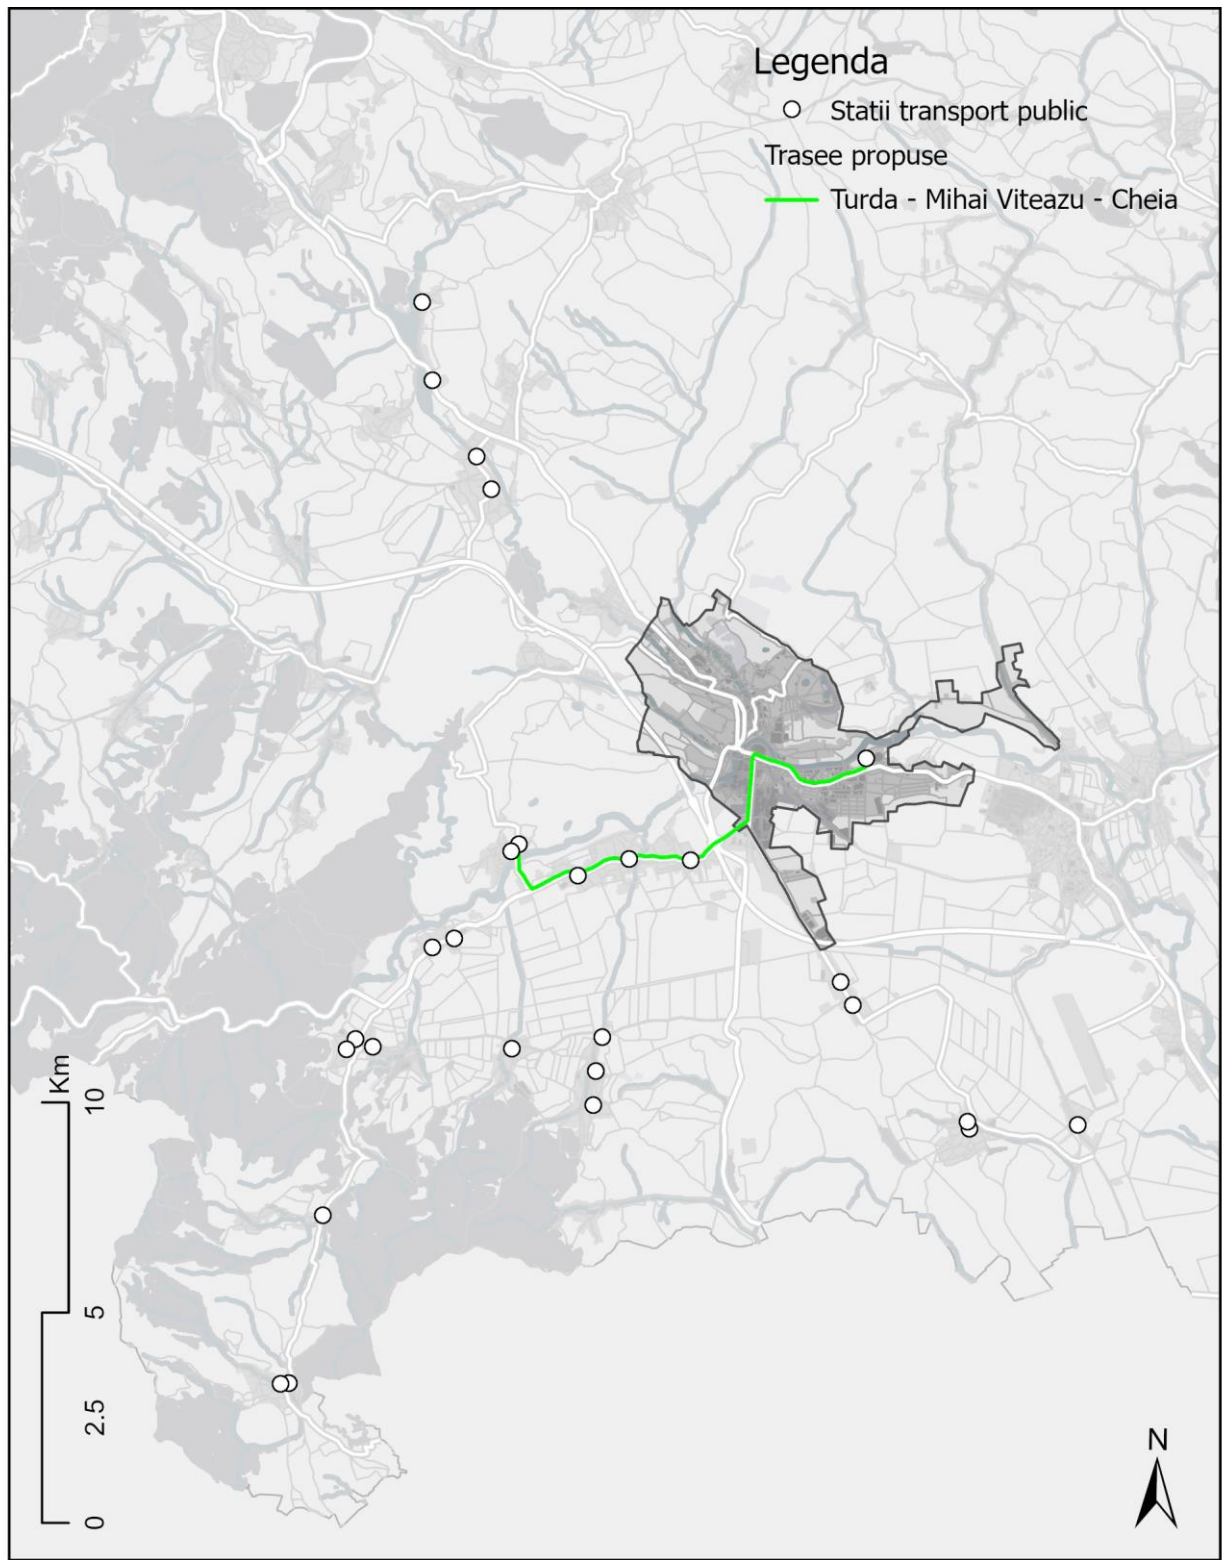 Legenda
Statii transport public
Trasee propuse
Turda - Mihai Viteazu - Cheia
Km
10
5
2.5
0
N